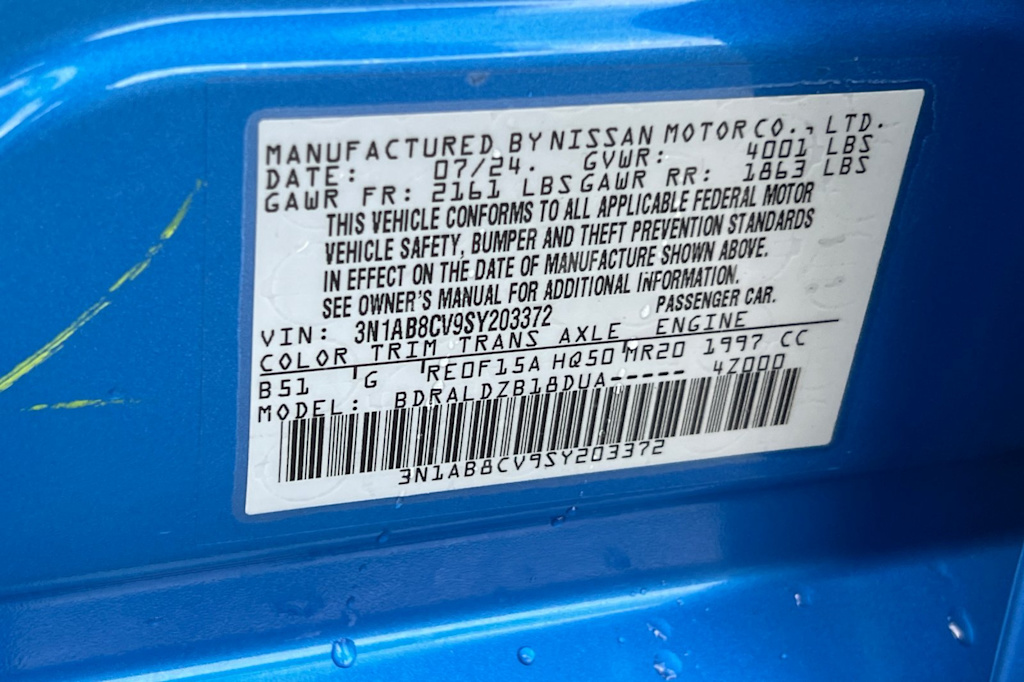 MANUFACTURED BY NISSAN MOTOR CO., LTD.
DATE: 07/24. GVWR: 4001 LBS
GAWR FR: 2161 LBS GAWR RR: 1863 LBS
THIS VEHICLE CONFORMS TO ALL APPLICABLE FEDERAL MOTOR
VEHICLE SAFETY, BUMPER AND THEFT PREVENTION STANDARDS
IN EFFECT ON THE DATE OF MANUFACTURE SHOWN ABOVE.
SEE OWNER'S MANUAL FOR ADDITIONAL INFORMATION.
VIN: 3N1AB8CV9SY203372 PASSENGER CAR.
COLOR TRIM TRANS AXLE ENGINE
B51 G RE0F15A HQ50 MR20 1997 CC
MODEL: BDRALDZB18DUA----- 4Z000
3N1AB8CV9SY203372